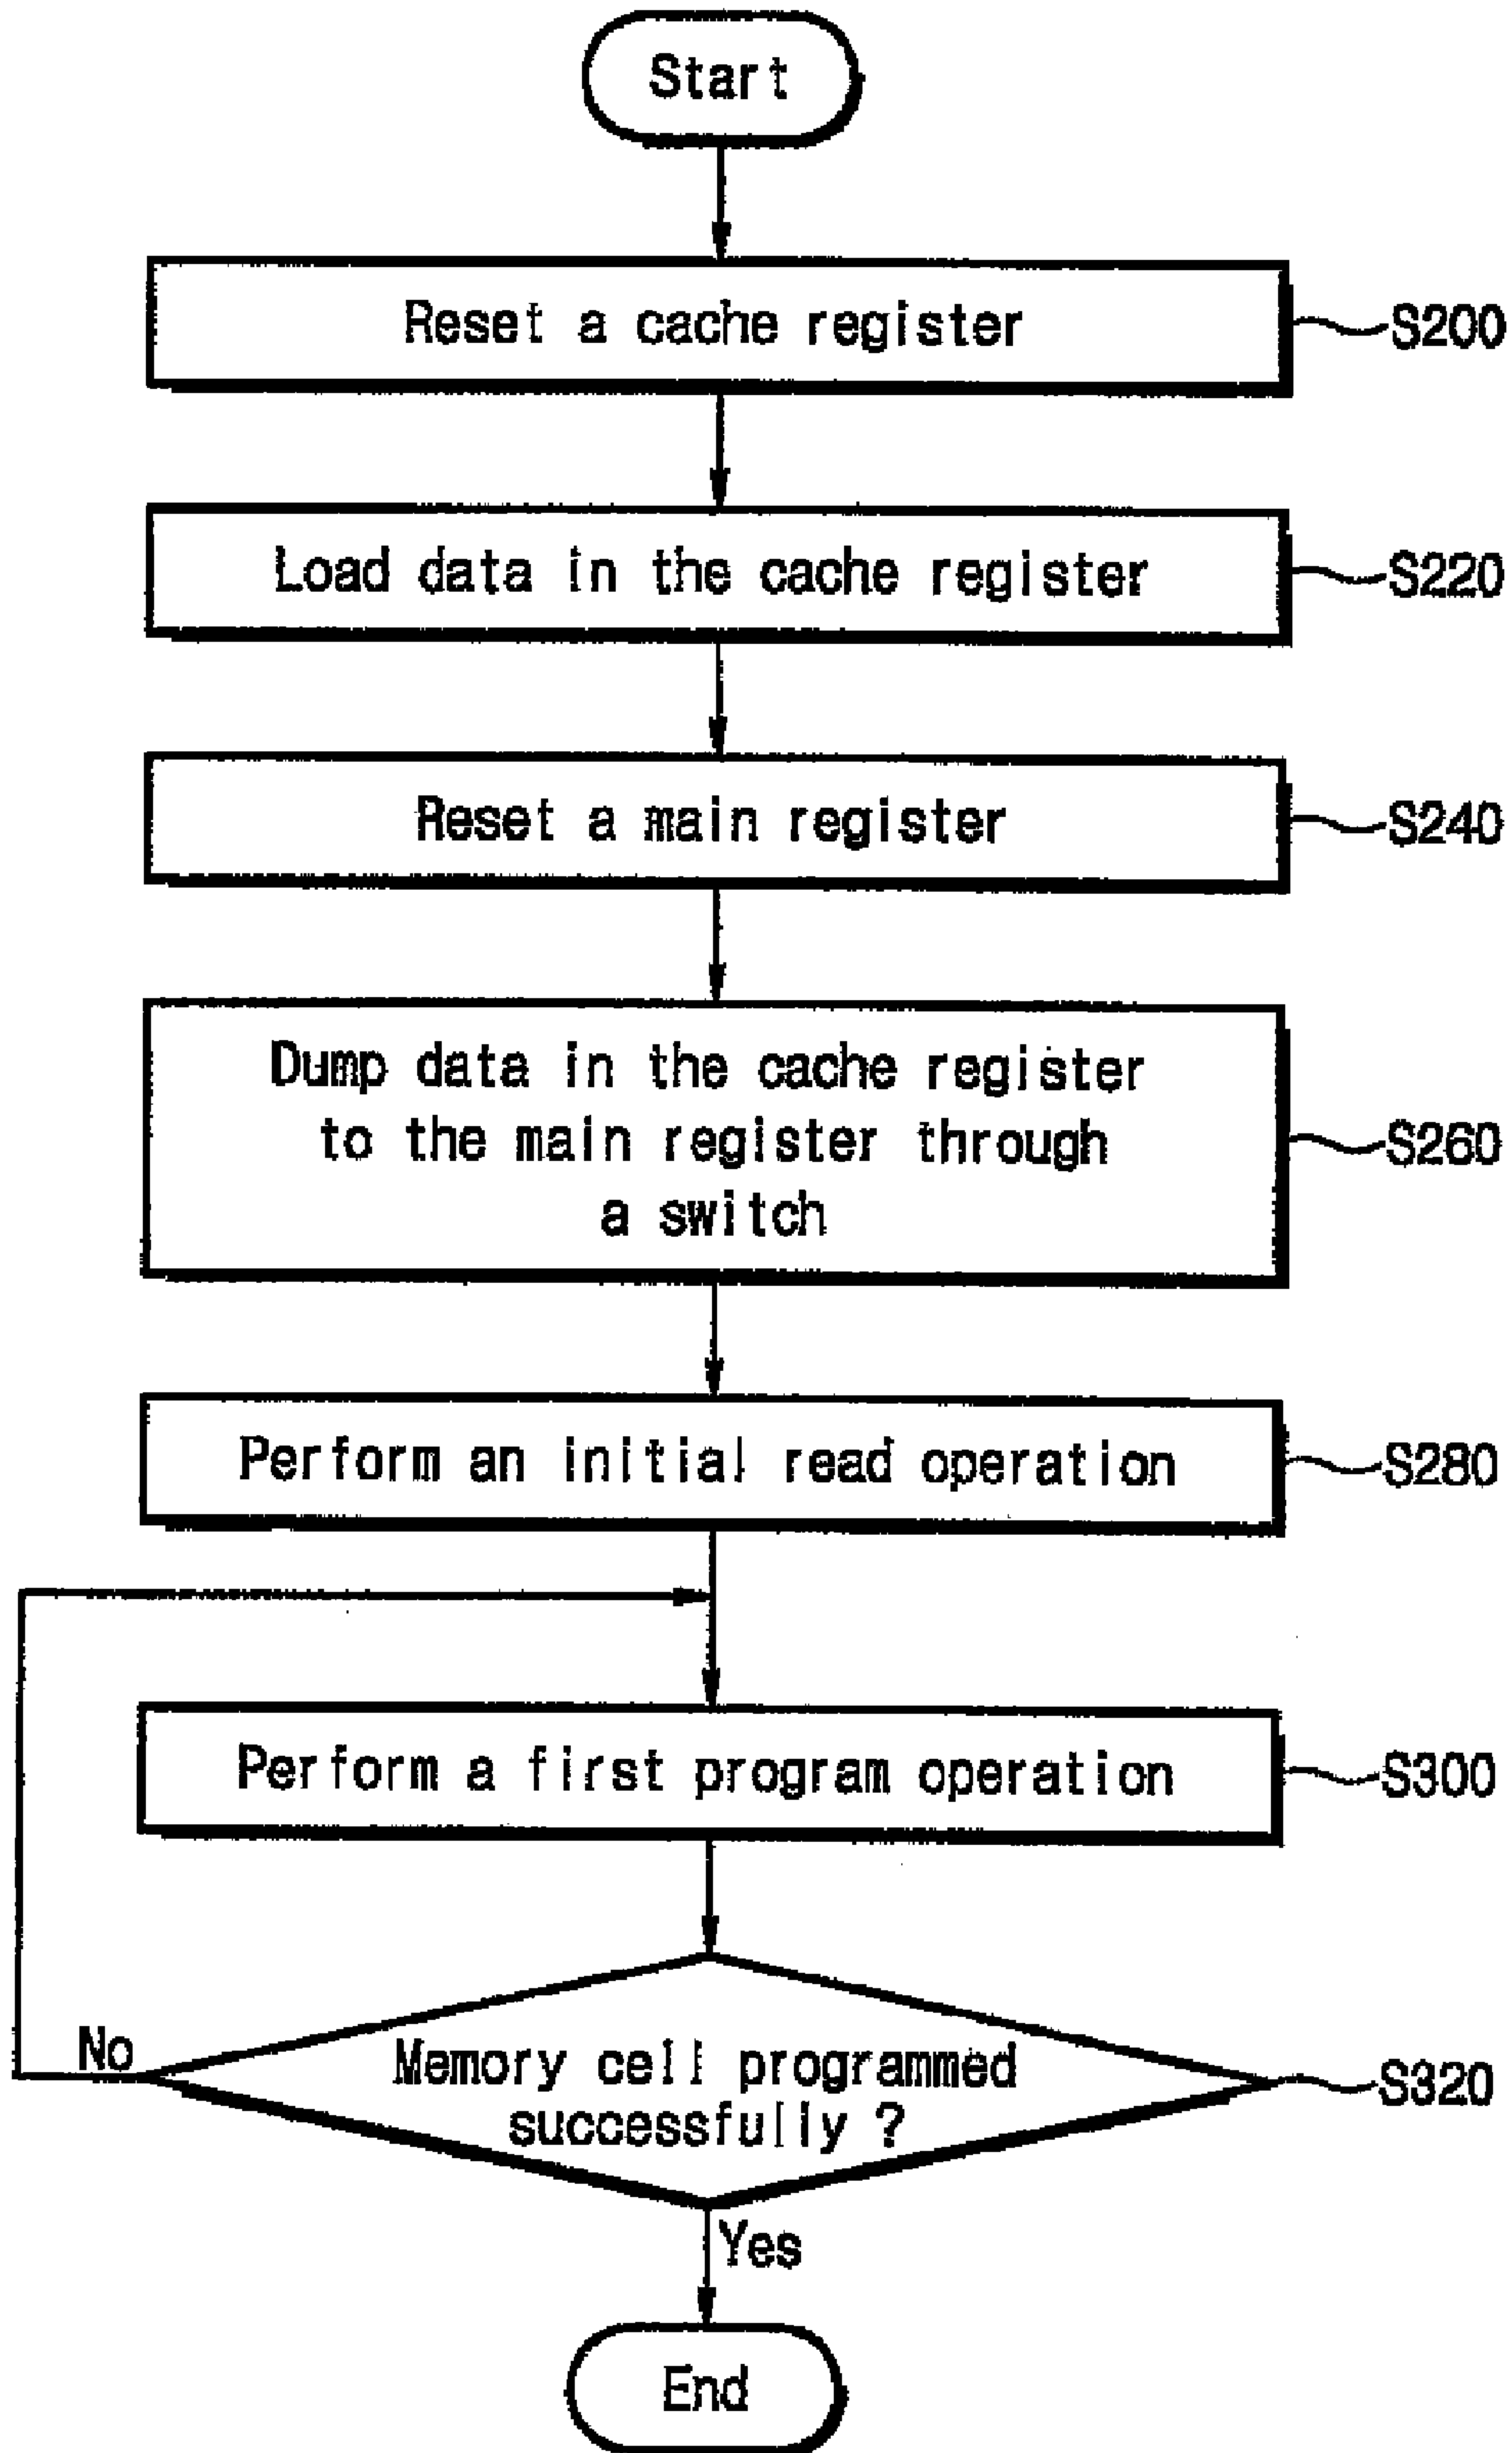 Start
Reset a cache register
S200
Load data in the cache register
S220
Reset a main register
S240
Dump data in the cache register
to the main register through
a switch
S260
Perform an initial read operation
S280
Perform a first program operation
S300
No
Memory cell programmed
successfully ?
S320
Yes
End